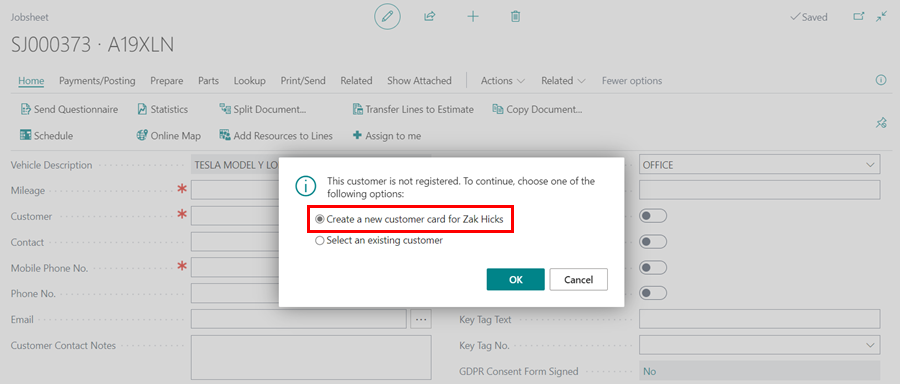 Jobsheet
Saved
SJ000373 · A19XLN
Home Payments/Posting Prepare Parts Lookup Print/Send Related Show Attached Actions Related Fewer options
Send Questionnaire Statistics Split Document... Transfer Lines to Estimate Copy Document...
Schedule Online Map Add Resources to Lines Assign to me
Vehicle Description TESLA MODEL Y LO
OFFICE
Mileage
Customer
Contact
Mobile Phone No.
Phone No.
Email
Customer Contact Notes
This customer is not registered. To continue, choose one of the
following options:
Create a new customer card for Zak Hicks
Select an existing customer
OK Cancel
Key Tag Text
Key Tag No.
GDPR Consent Form Signed No